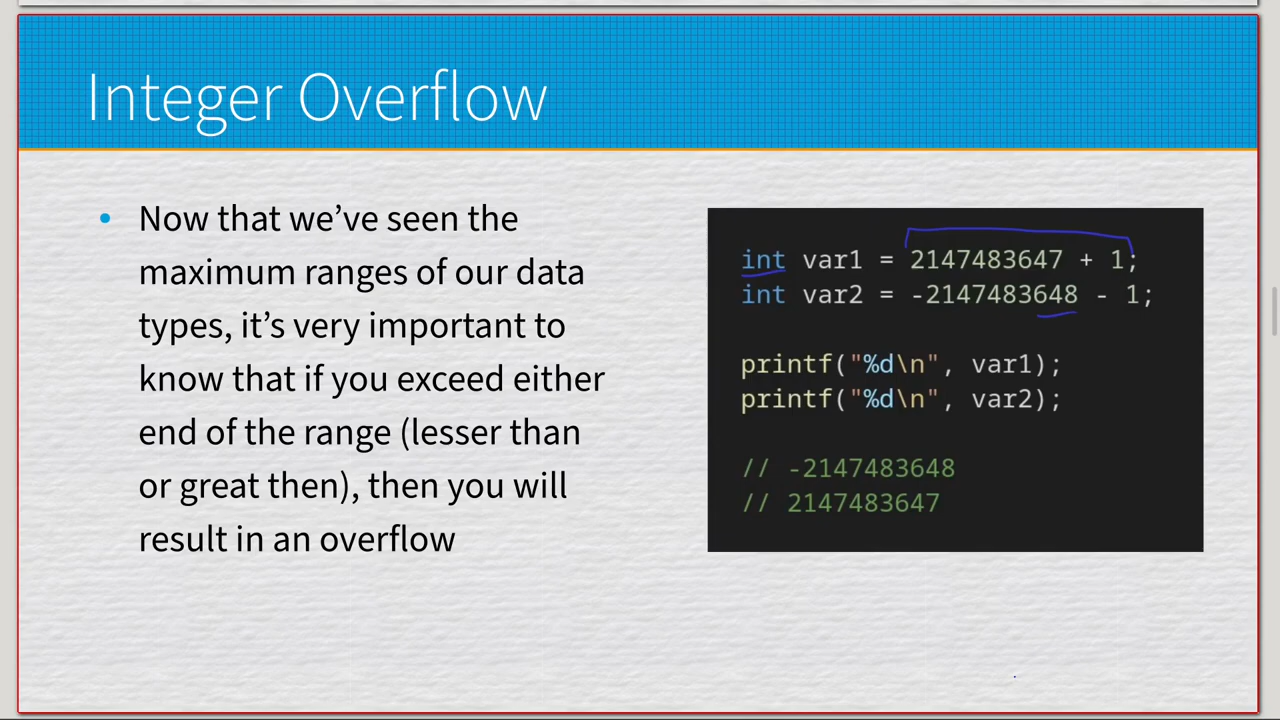 Integer Overflow
• Now that we’ve seen the
maximum ranges of our data
types, it’s very important to
know that if you exceed either
end of the range (lesser than
or great then), then you will
result in an overflow
int var1 = 2147483647 + 1;
int var2 = -2147483648 - 1;
printf("%d\n", var1);
printf("%d\n", var2);
// -2147483648
// 2147483647